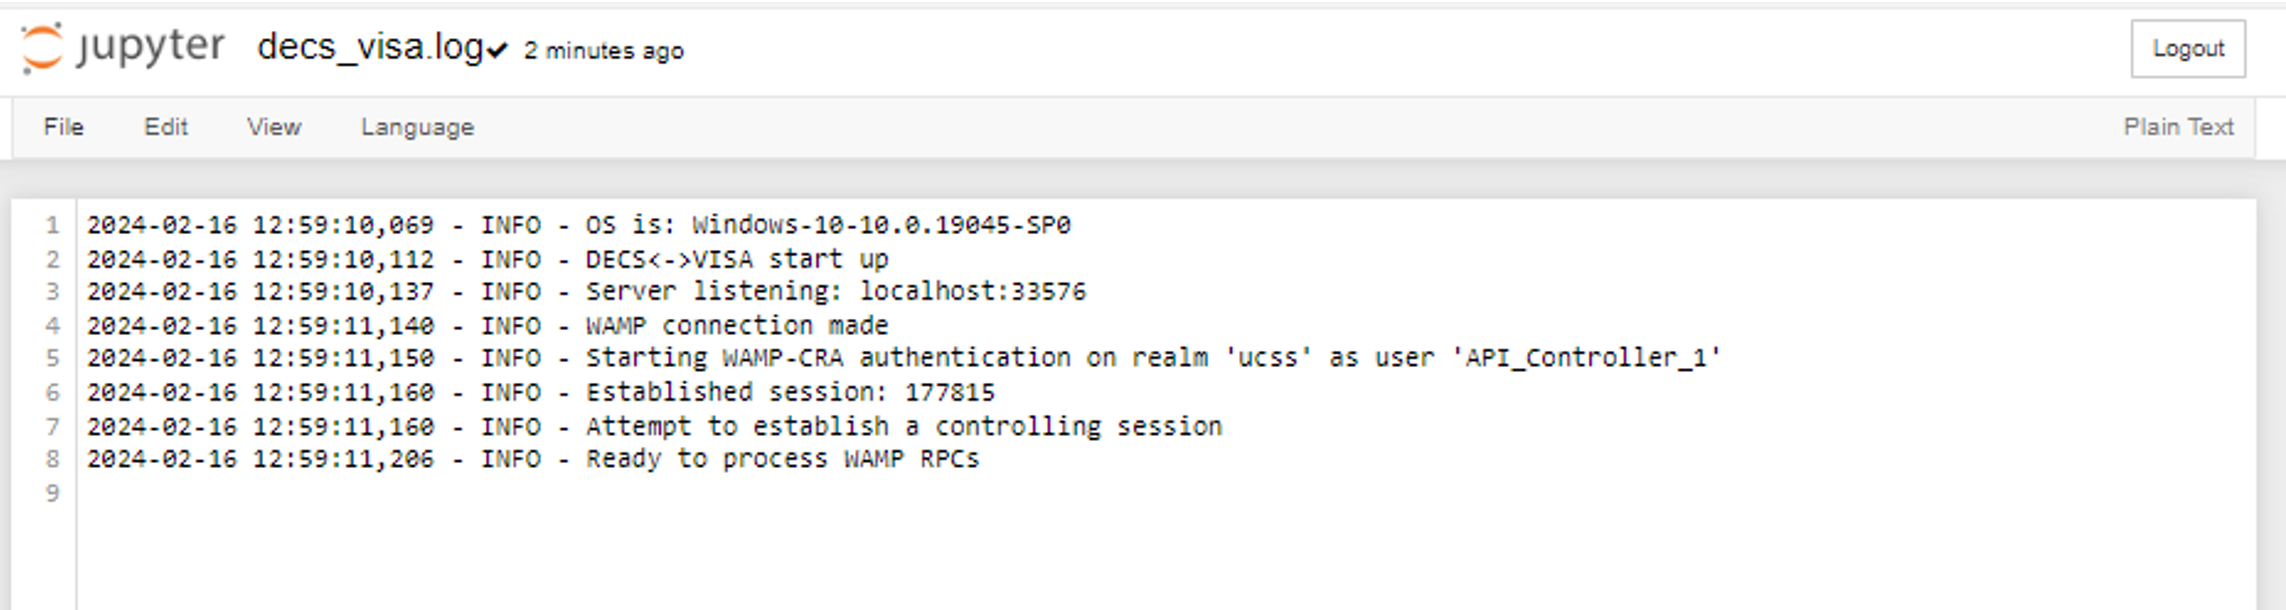 jupyter decs_visa.log✔ 2 minutes ago Logout
File Edit View Language Plain Text
1 2024-02-16 12:59:10,069 - INFO - OS is: Windows-10-10.0.19045-SP0
2 2024-02-16 12:59:10,112 - INFO - DECS<->VISA start up
3 2024-02-16 12:59:10,137 - INFO - Server listening: localhost:33576
4 2024-02-16 12:59:11,140 - INFO - WAMP connection made
5 2024-02-16 12:59:11,150 - INFO - Starting WAMP-CRA authentication on realm 'ucss' as user 'API_Controller_1'
6 2024-02-16 12:59:11,160 - INFO - Established session: 177815
7 2024-02-16 12:59:11,160 - INFO - Attempt to establish a controlling session
8 2024-02-16 12:59:11,206 - INFO - Ready to process WAMP RPCs
9